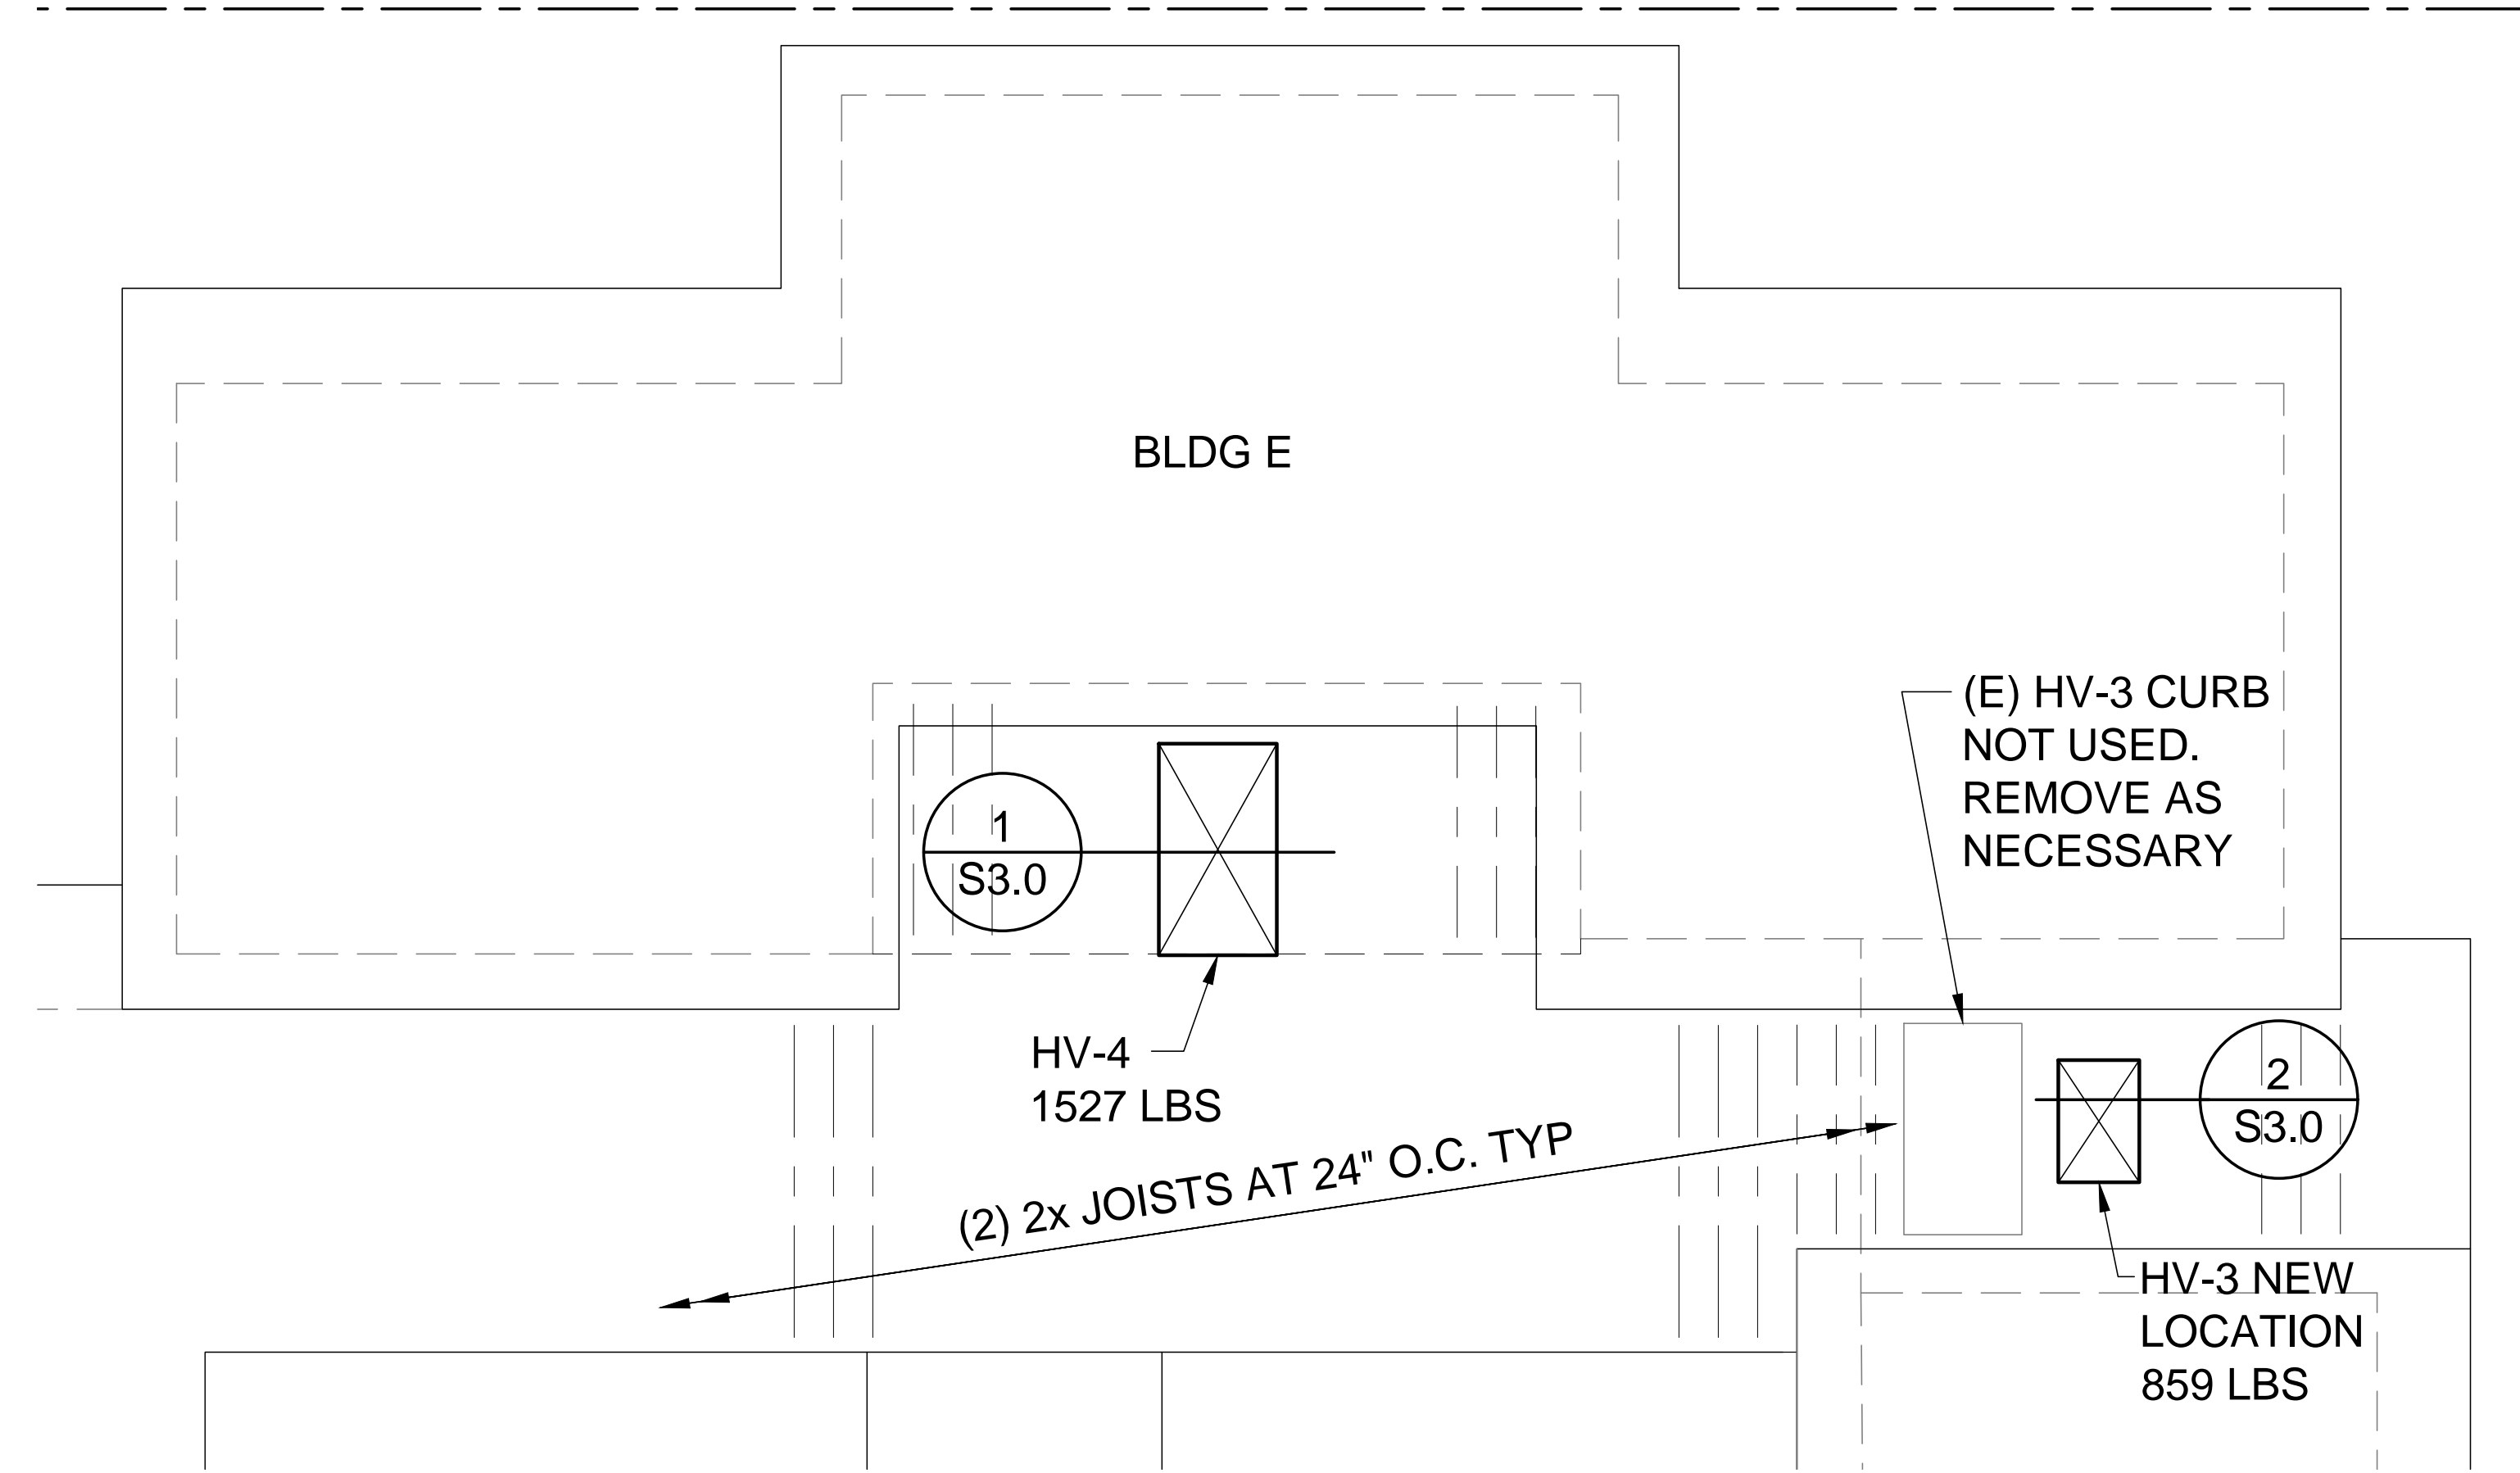 BLDG E
(E) HV-3 CURB
NOT USED.
REMOVE AS
NECESSARY
1
S3.0
HV-4
1527 LBS
2
S3.0
(2) 2x JOISTS AT 24" O.C. TYP
HV-3 NEW
LOCATION
859 LBS